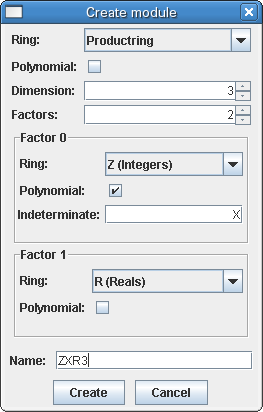 Create module
Ring: Productring
Polynomial:
Dimension: 3
Factors: 2
Factor 0
Ring: Z (Integers)
Polynomial:
Indeterminate: X
Factor 1
Ring: R (Reals)
Polynomial:
Name: ZXR3
Create Cancel